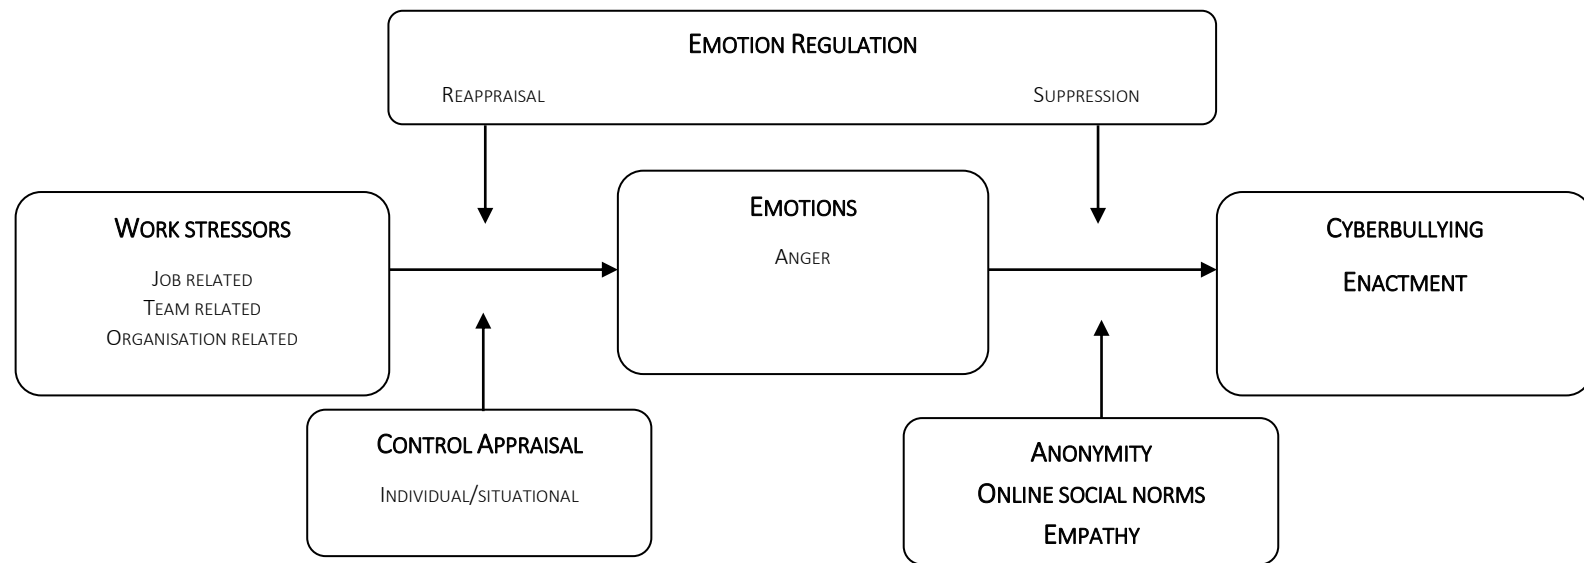 EMOTION REGULATION
REAPPRAISAL
SUPPRESSION
WORK STRESSORS
JOB RELATED
TEAM RELATED
ORGANISATION RELATED
EMOTIONS
ANGER
CYBERBULLYING
ENACTMENT
CONTROL APPRAISAL
INDIVIDUAL/SITUATIONAL
ANONYMITY
ONLINE SOCIAL NORMS
EMPATHY